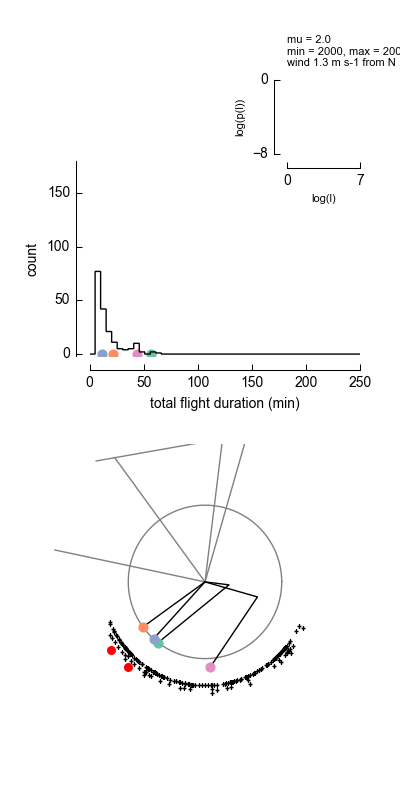 mu = 2.0
min = 2000, max = 200
wind 1.3 m s-1 from N
0
log(p(l))
−8
0 7
log(l)
150
100
50
0
count
0 50 100 150 200 250
total flight duration (min)